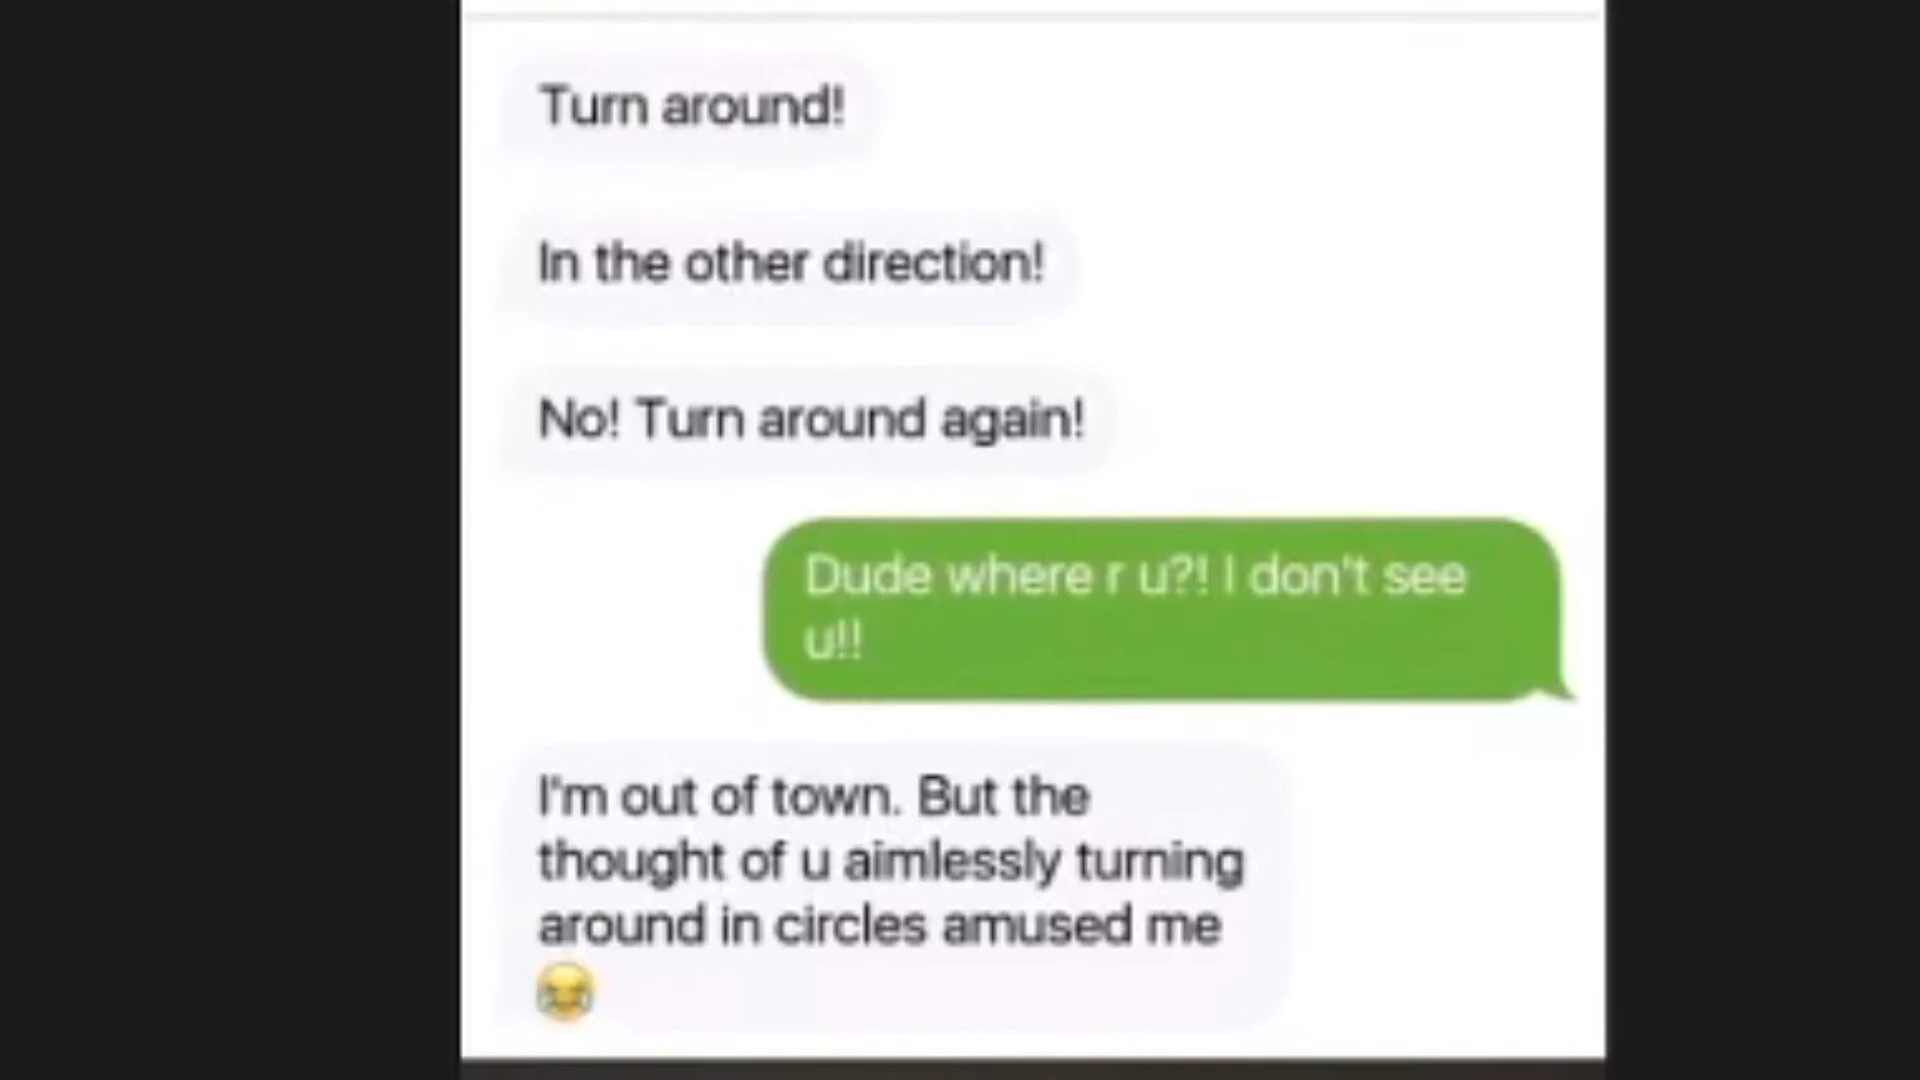 Turn around!
In the other direction!
No! Turn around again!
Dude where r u?! I don't see
u!!
I'm out of town. But the
thought of u aimlessly turning
around in circles amused me
😂